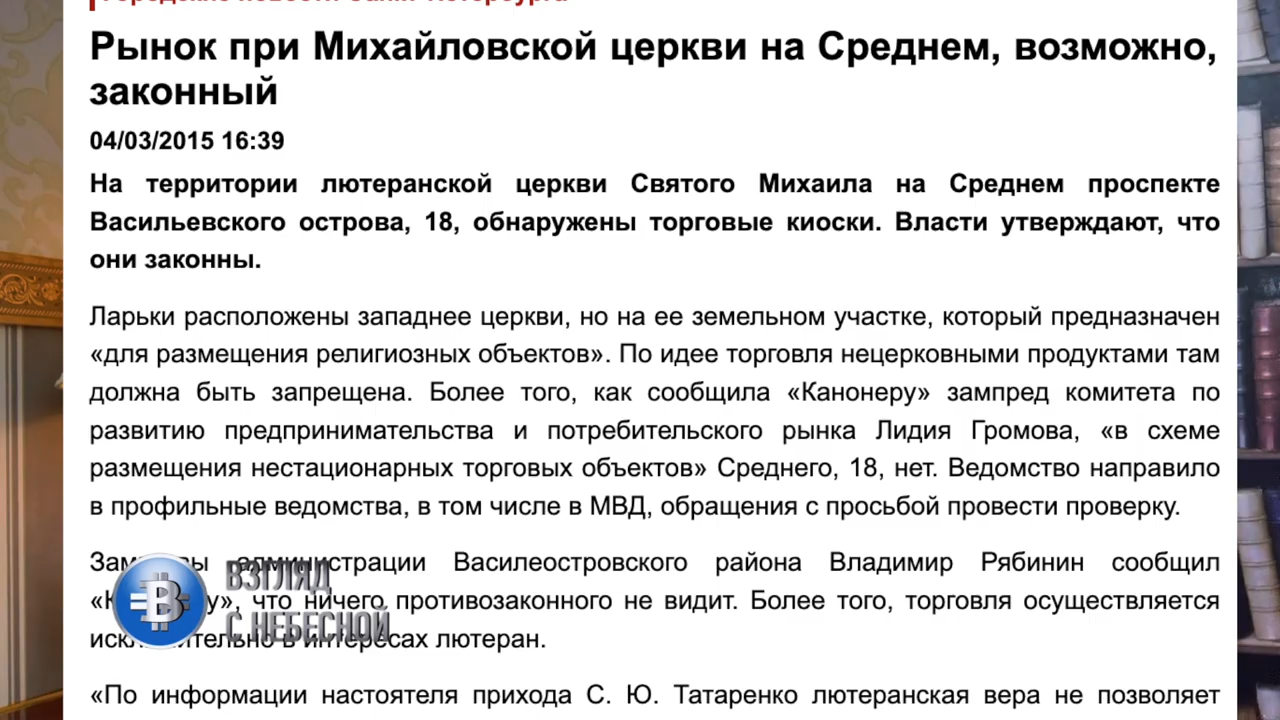 Рынок при Михайловской церкви на Среднем, возможно,
законный
04/03/2015 16:39
На территории лютеранской церкви Святого Михаила на Среднем проспекте
Васильевского острова, 18, обнаружены торговые киоски. Власти утверждают, что
они законны.
Ларьки расположены западнее церкви, но на ее земельном участке, который предназначен
«для размещения религиозных объектов». По идее торговля нецерковными продуктами там
должна быть запрещена. Более того, как сообщила «Канонеру» зампред комитета по
развитию предпринимательства и потребительского рынка Лидия Громова, «в схеме
размещения нестационарных торговых объектов» Среднего, 18, нет. Ведомство направило
в профильные ведомства, в том числе в МВД, обращения с просьбой провести проверку.
администрации Василеостровского района Владимир Рябинин сообщил
что ничего противозаконного не видит. Более того, торговля осуществляется
в интересах лютеран.
ВЗГЛЯД
С НЕБЕСНОЙ
«По информации настоятеля прихода С. Ю. Татаренко лютеранская вера не позволяет